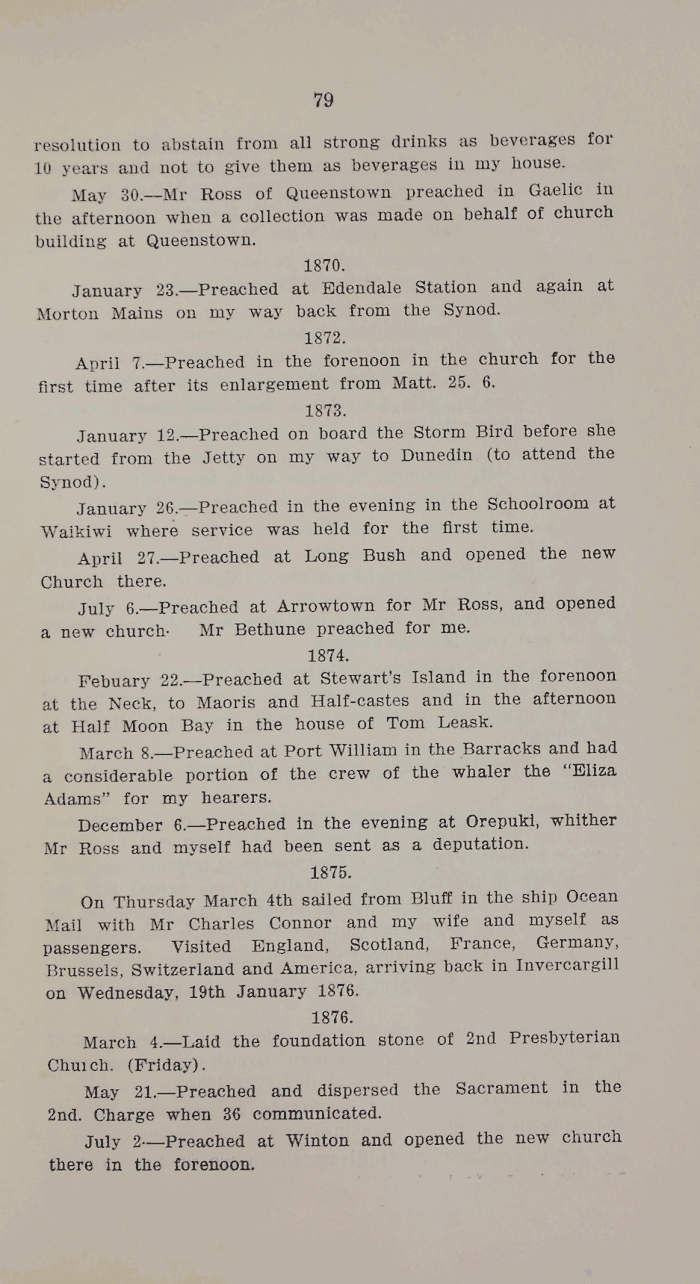 79
resolution to abstain from all strong drinks as beverages for
10 years and not to give them as beverages in my house.
May 30.—Mr Ross of Queenstown preached in Gaelic in
the afternoon when a collection was made on behalf of church
building at Queenstown.
1870.
January 23.—Preached at Edendale Station and again at
Morton Mains on my way back from the Synod.
1872.
April 7.—Preached in the forenoon in the church for the
first time after its enlargement from Matt. 25. 6.
1873.
January 12.—Preached on board the Storm Bird before she
started from the Jetty on my way to Dunedin (to attend the
Synod).
January 26.—Preached in the evening in the Schoolroom at
Waikiwi where service was held for the first time.
April 27.—Preached at Long Bush and opened the new
Church there.
July 6.—Preached at Arrowtown for Mr Ross, and opened
a new church· Mr Bethune preached for me.
1874.
Febuary 22.—Preached at Stewart's Island in the forenoon
at the Neck, to Maoris and Half-castes and in the afternoon
at Half Moon Bay in the house of Tom Leask.
March 8.—Preached at Port William in the Barracks and had
a considerable portion of the crew of the whaler the "Eliza
Adams" for my hearers.
December 6.—Preached in the evening at Orepuki, whither
Mr Ross and myself had been sent as a deputation.
1875.
On Thursday March 4th sailed from Bluff in the ship Ocean
Mail with Mr Charles Connor and my wife and myself as
passengers. Visited England, Scotland, France, Germany,
Brussels, Switzerland and America, arriving back in Invercargill
on Wednesday, 19th January 1876.
1876.
March 4.—Laid the foundation stone of 2nd Presbyterian
Church. (Friday).
May 21.—Preached and dispersed the Sacrament in the
2nd. Charge when 36 communicated.
July 2·—Preached at Winton and opened the new church
there in the forenoon.